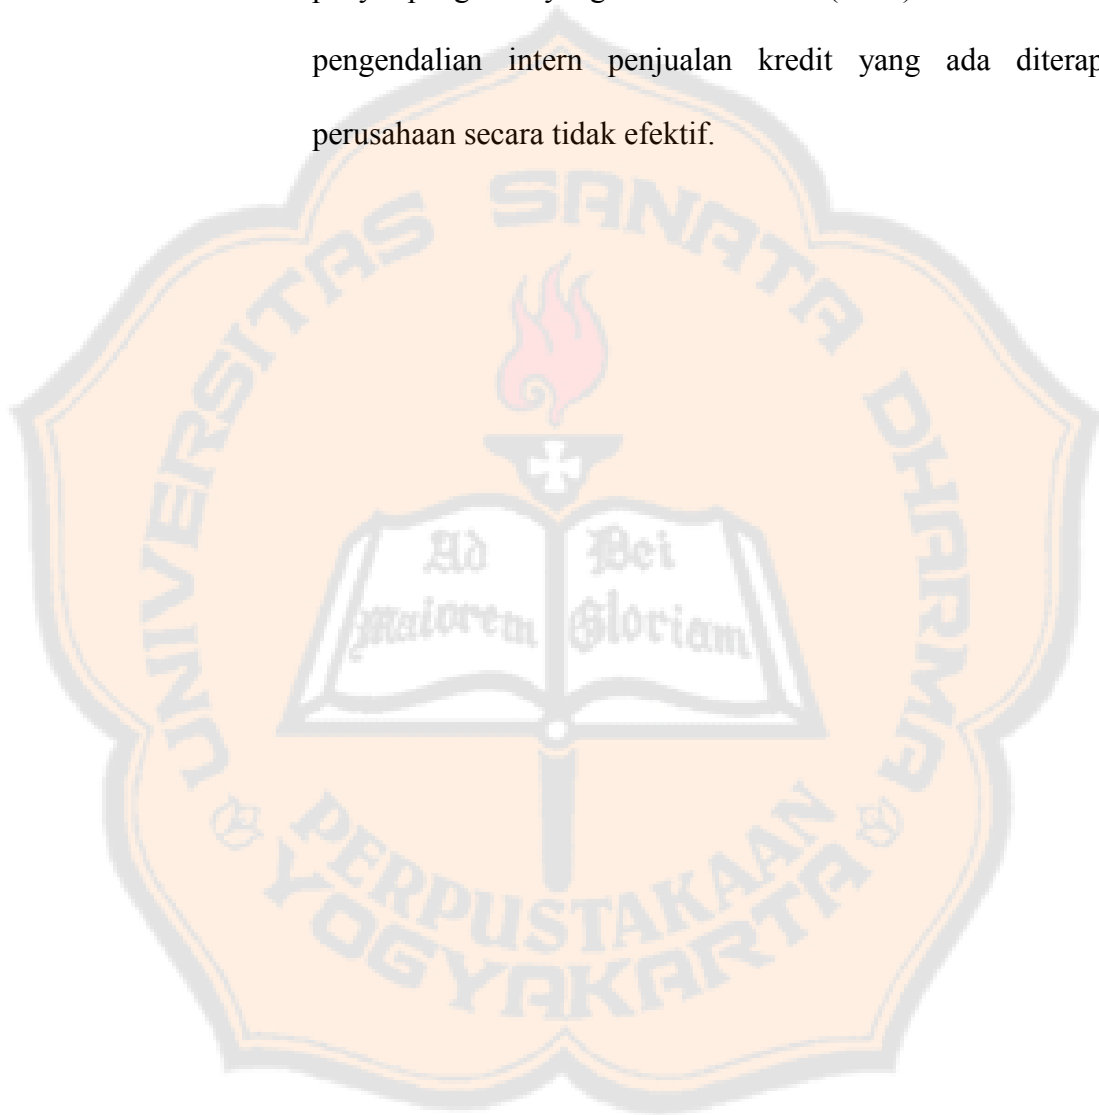 pengendalian intern penjualan kredit yang ada diterap
perusahaan secara tidak efektif.
UNIVERSITAS SANATA DHARMA
Ad Dei
maiorem Gloriam
PERPUSTAKAAN
YOGYAKARTA